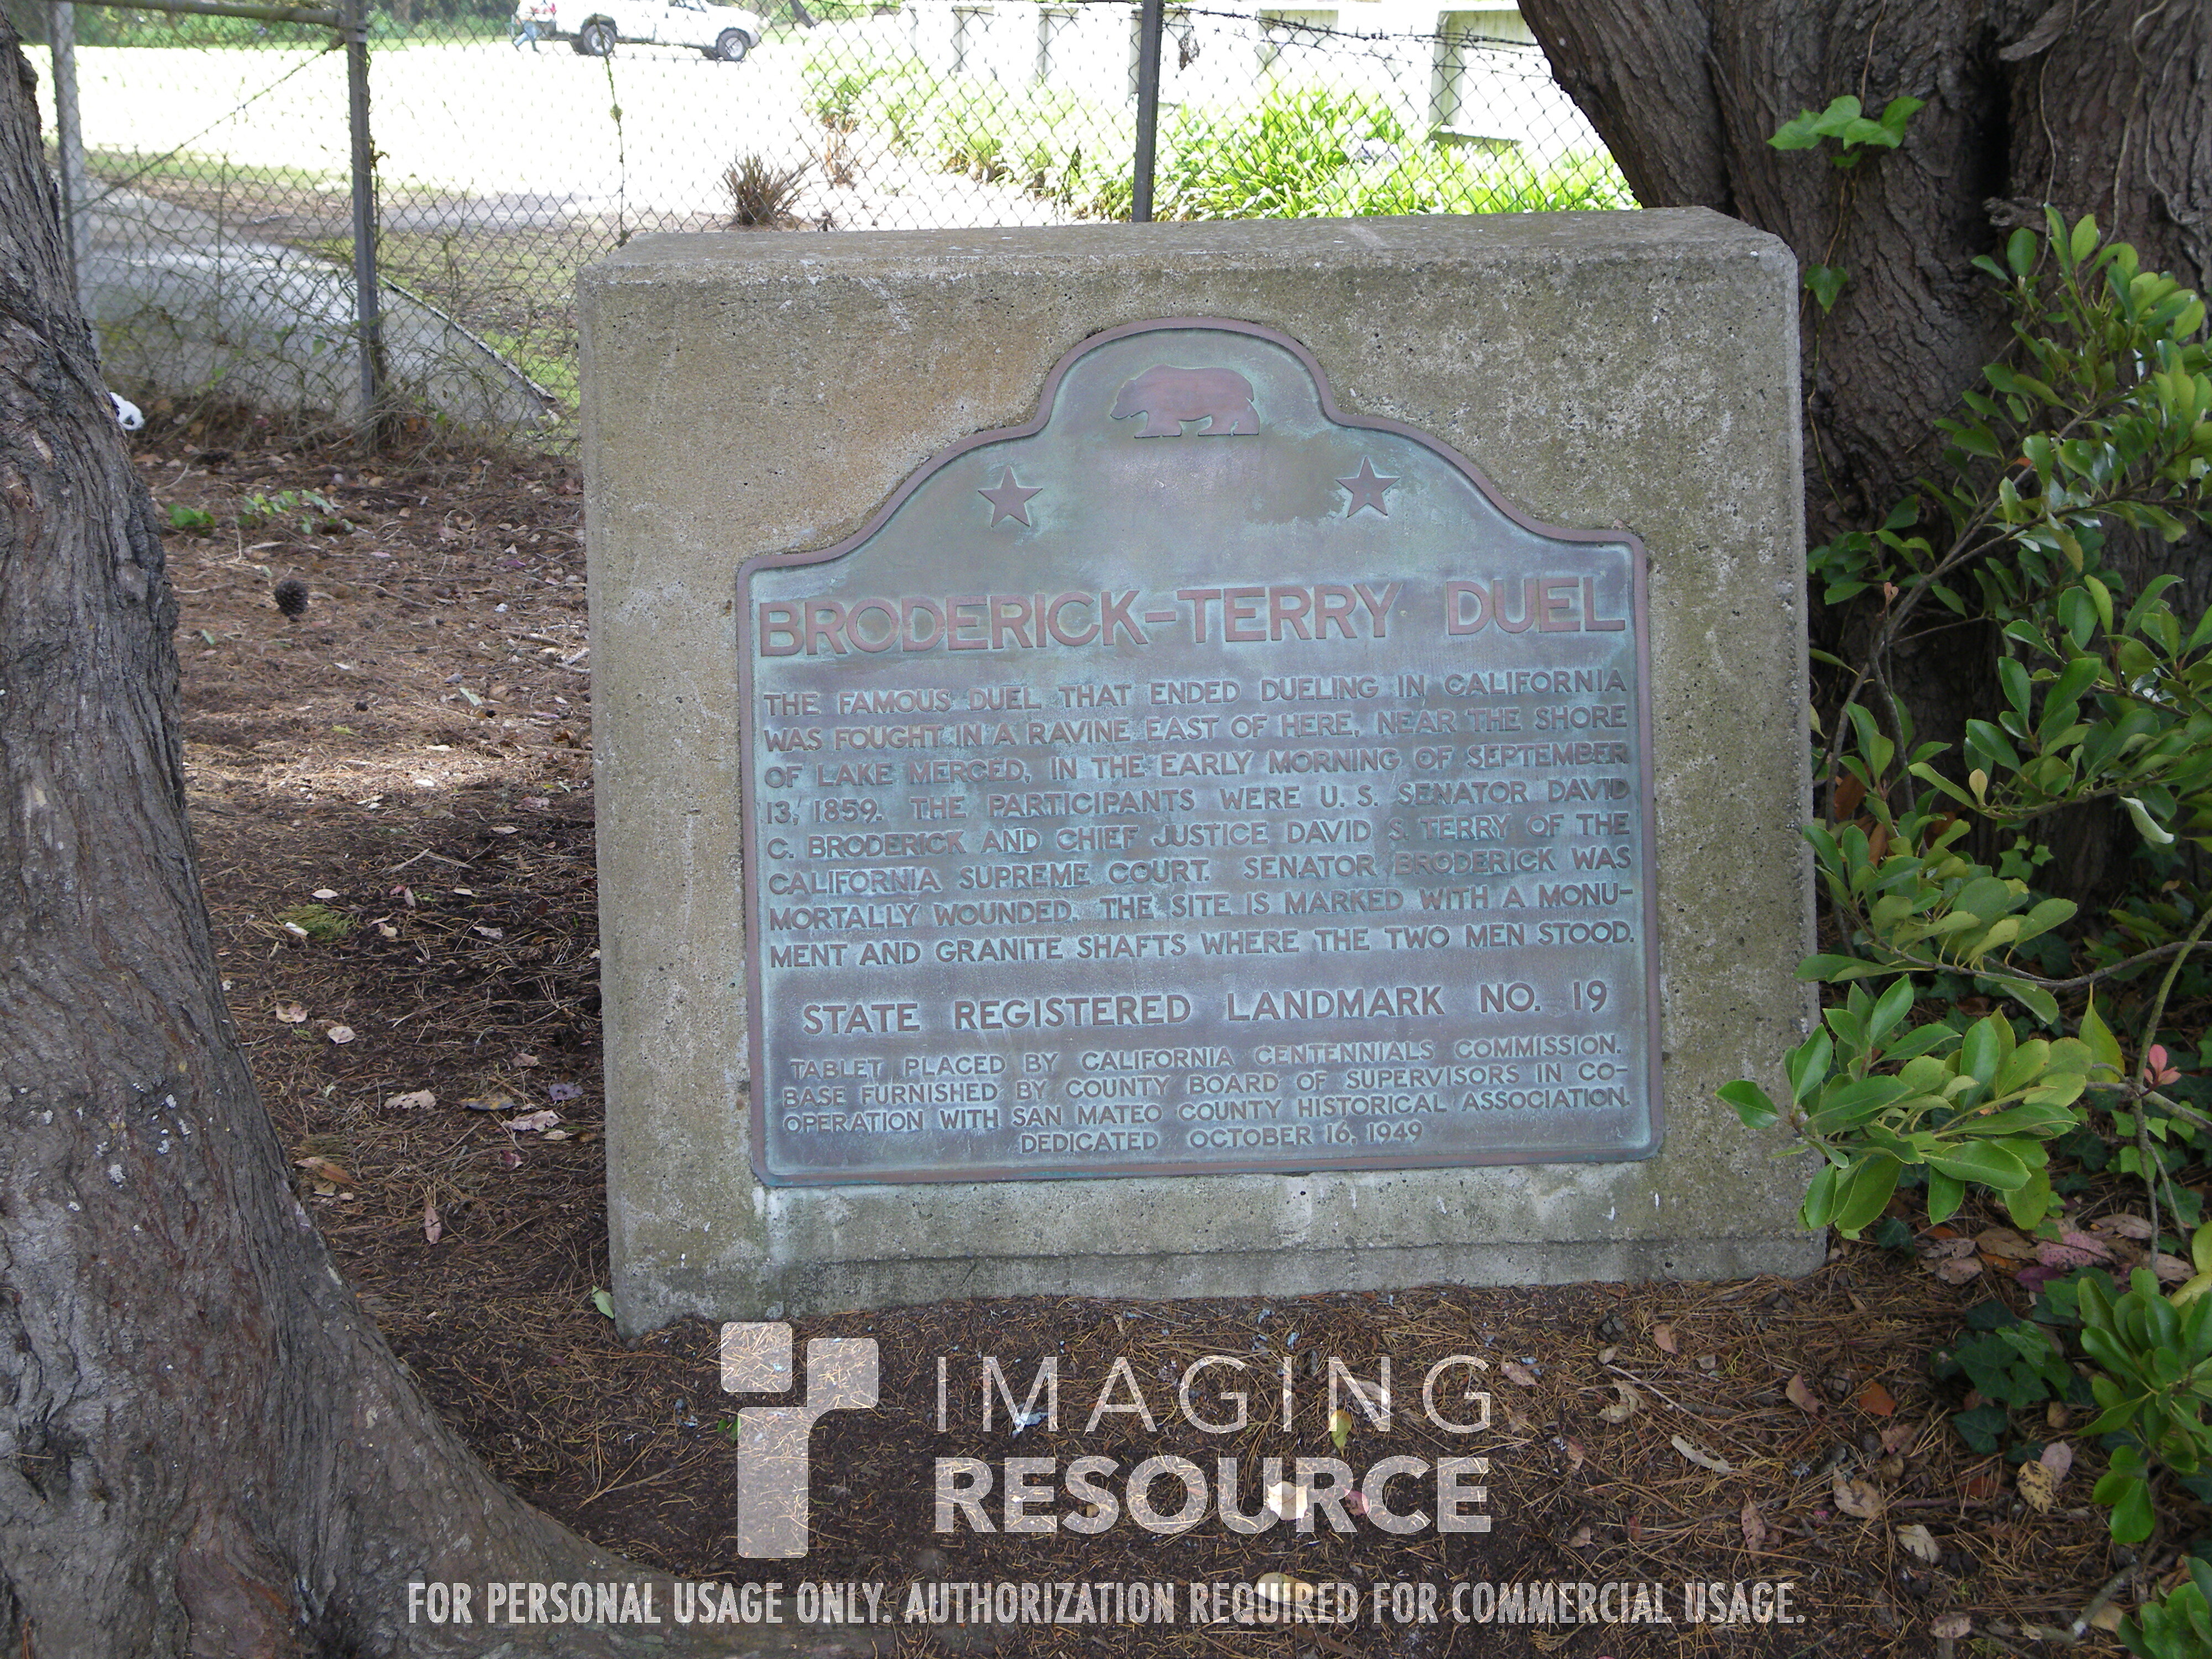 BRODERICK-TERRY DUEL
THE FAMOUS DUEL THAT ENDED DUELING IN CALIFORNIA
WAS FOUGHT IN A RAVINE EAST OF HERE, NEAR THE SHORE
OF LAKE MERCED, IN THE EARLY MORNING OF SEPTEMBER
13, 1859. THE PARTICIPANTS WERE U. S. SENATOR DAVID
C. BRODERICK AND CHIEF JUSTICE DAVID S. TERRY OF THE
CALIFORNIA SUPREME COURT. SENATOR BRODERICK WAS
MORTALLY WOUNDED. THE SITE IS MARKED WITH A MONU-
MENT AND GRANITE SHAFTS WHERE THE TWO MEN STOOD.
STATE REGISTERED LANDMARK NO. 19
TABLET PLACED BY CALIFORNIA CENTENNIALS COMMISSION.
BASE FURNISHED BY COUNTY BOARD OF SUPERVISORS IN CO-
OPERATION WITH SAN MATEO COUNTY HISTORICAL ASSOCIATION.
DEDICATED OCTOBER 16, 1949
IMAGING
RESOURCE
FOR PERSONAL USAGE ONLY. AUTHORIZATION REQUIRED FOR COMMERCIAL USAGE.